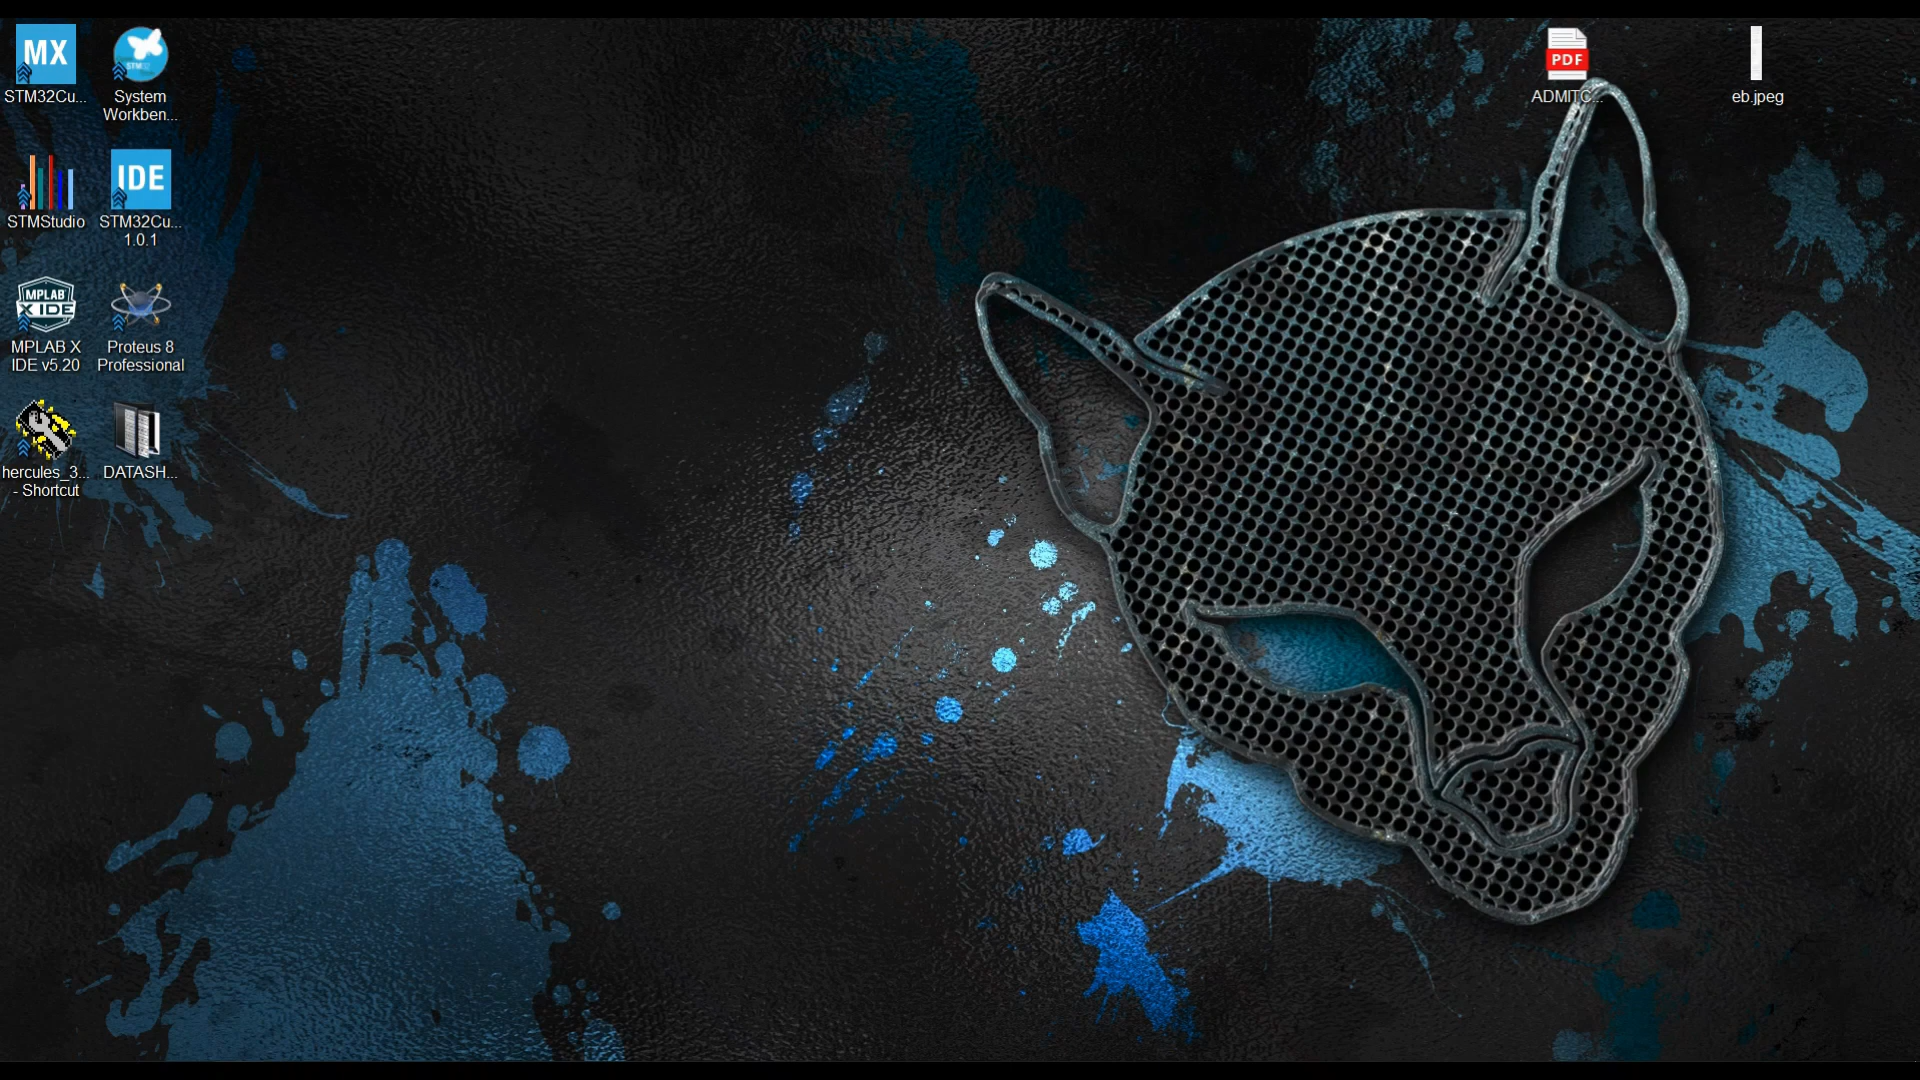 MX
STM32Cu...
STM32
System
Workben...
STMStudio
IDE
STM32Cu...
1.0.1
MPLAB
X IDE
MPLAB X
IDE v5.20
Proteus 8
Professional
hercules_3...
- Shortcut
DATASH...
PDF
ADMITC...
eb.jpeg